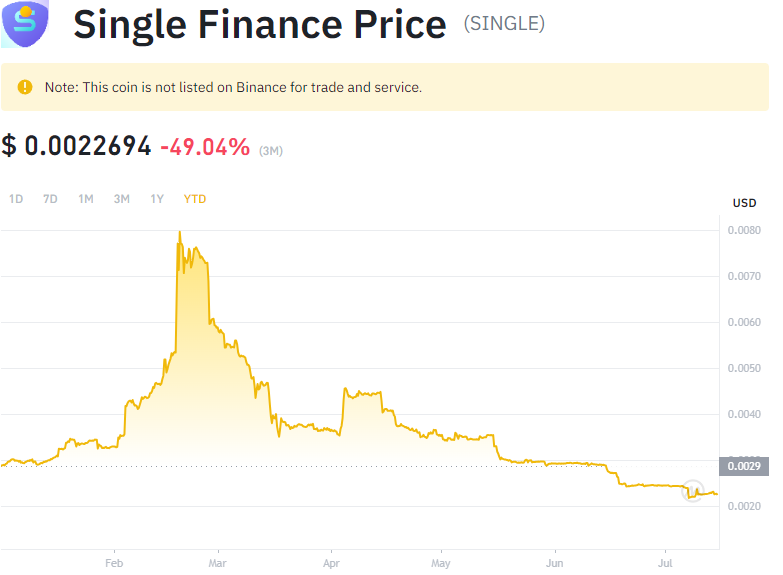 Single Finance Price (SINGLE)
Note: This coin is not listed on Binance for trade and service.
$ 0.0022694 -49.04% (3M)
1D 7D 1M 3M 1Y YTD
USD
0.0080
0.0070
0.0060
0.0050
0.0040
0.0029
0.0020
Feb Mar Apr May Jun Jul